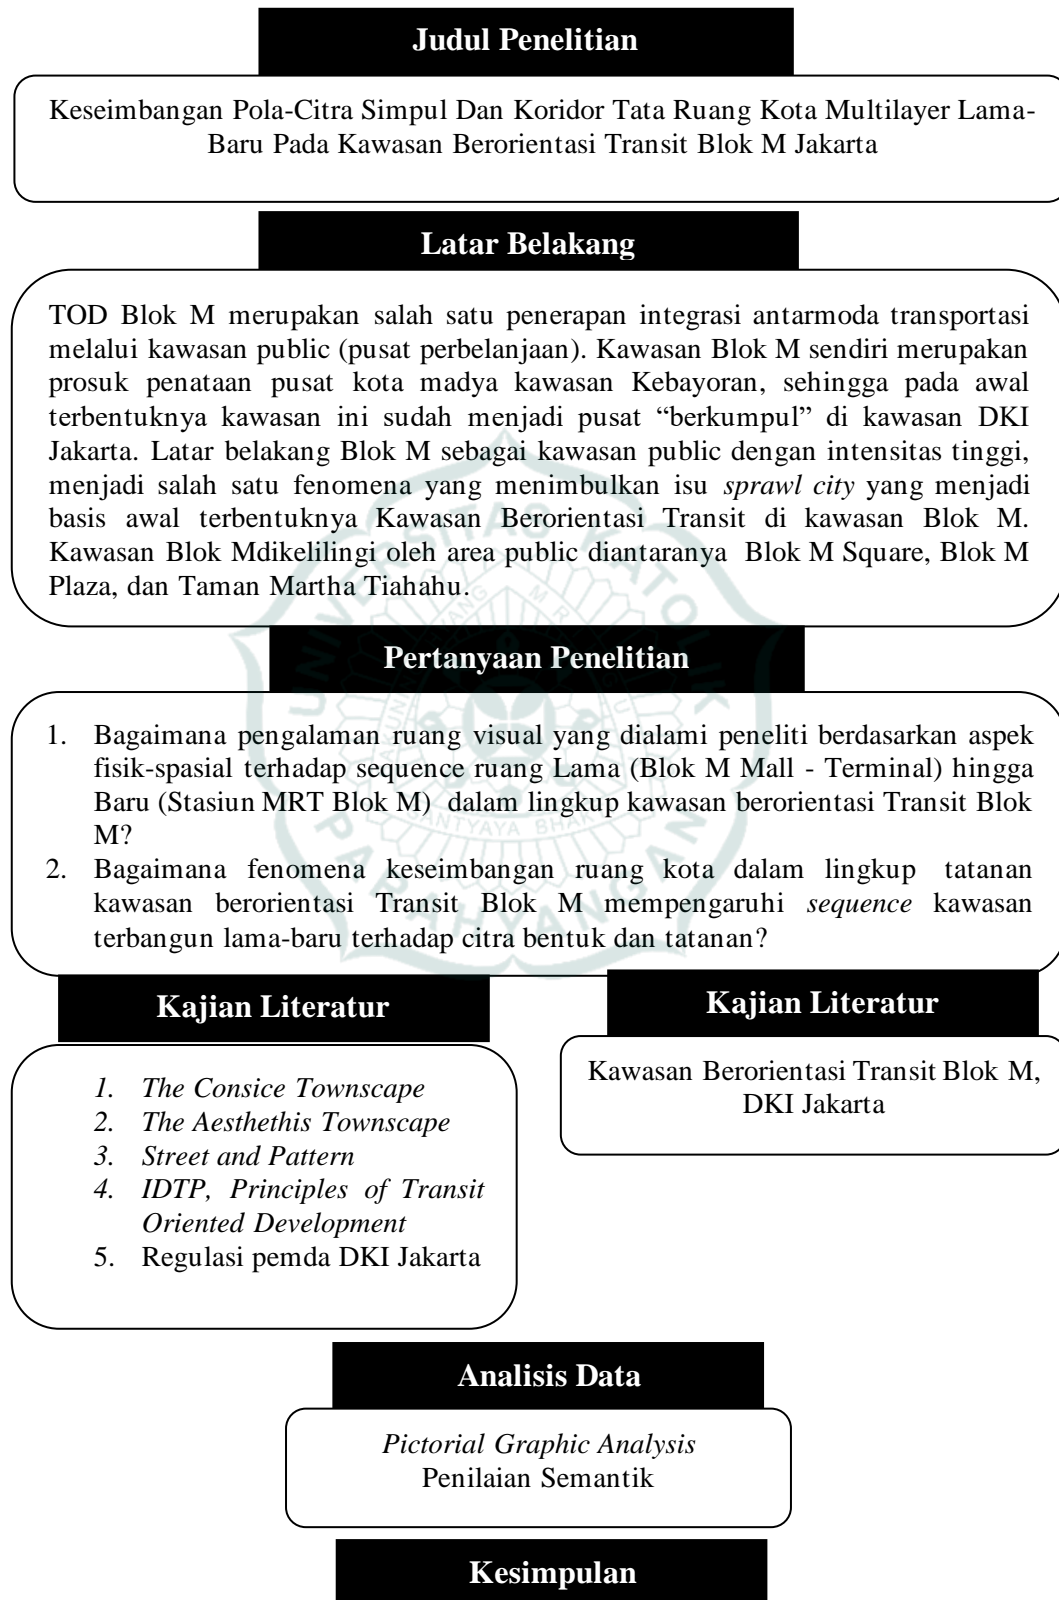 Judul Penelitian
Keseimbangan Pola-Citra Simpul Dan Koridor Tata Ruang Kota Multilayer Lama-
Baru Pada Kawasan Berorientasi Transit Blok M Jakarta
Latar Belakang
TOD Blok M merupakan salah satu penerapan integrasi antarmoda transportasi
melalui kawasan public (pusat perbelanjaan). Kawasan Blok M sendiri merupakan
prosuk penataan pusat kota madya kawasan Kebayoran, sehingga pada awal
terbentuknya kawasan ini sudah menjadi pusat “berkumpul” di kawasan DKI
Jakarta. Latar belakang Blok M sebagai kawasan public dengan intensitas tinggi,
menjadi salah satu fenomena yang menimbulkan isu sprawl city yang menjadi
basis awal terbentuknya Kawasan Berorientasi Transit di kawasan Blok M.
Kawasan Blok Mdikelilingi oleh area public diantaranya Blok M Square, Blok M
Plaza, dan Taman Martha Tiahahu.
Pertanyaan Penelitian
1. Bagaimana pengalaman ruang visual yang dialami peneliti berdasarkan aspek
fisik-spasial terhadap sequence ruang Lama (Blok M Mall - Terminal) hingga
Baru (Stasiun MRT Blok M) dalam lingkup kawasan berorientasi Transit Blok
M?
2. Bagaimana fenomena keseimbangan ruang kota dalam lingkup tatanan
kawasan berorientasi Transit Blok M mempengaruhi sequence kawasan
terbangun lama-baru terhadap citra bentuk dan tatanan?
Kajian Literatur
1. The Consice Townscape
2. The Aesthethis Townscape
3. Street and Pattern
4. IDTP, Principles of Transit
Oriented Development
5. Regulasi pemda DKI Jakarta
Kajian Literatur
Kawasan Berorientasi Transit Blok M,
DKI Jakarta
Analisis Data
Pictorial Graphic Analysis
Penilaian Semantik
Kesimpulan
UNIVERSITAS KATOLIK
PARAHYANGAN